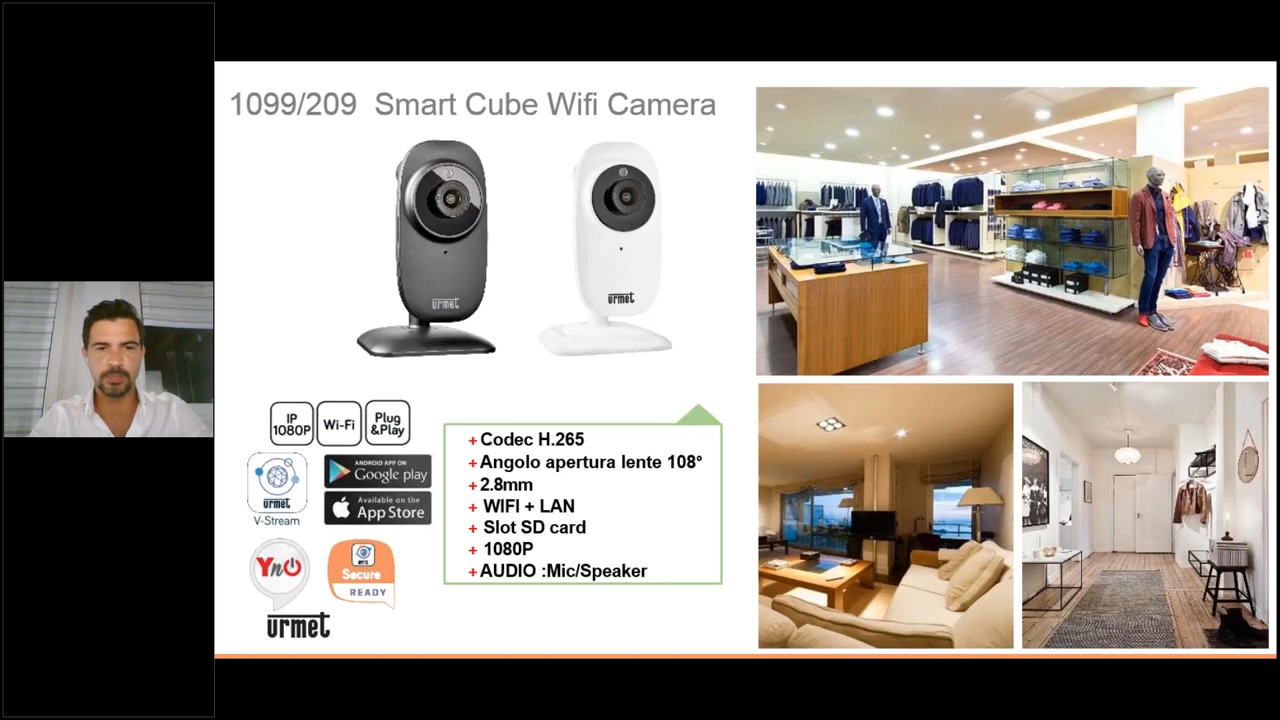 1099/209 Smart Cube Wifi Camera
urmet
urmet
IP
1080P
Wi-Fi
Plug
&Play
urmet
V-Stream
ANDROID APP ON
Google play
Available on the
App Store
+ Codec H.265
+ Angolo apertura lente 108°
+ 2.8mm
+ WIFI + LAN
+ Slot SD card
+ 1080P
+ AUDIO :Mic/Speaker
Yn
Secure
READY
urmet